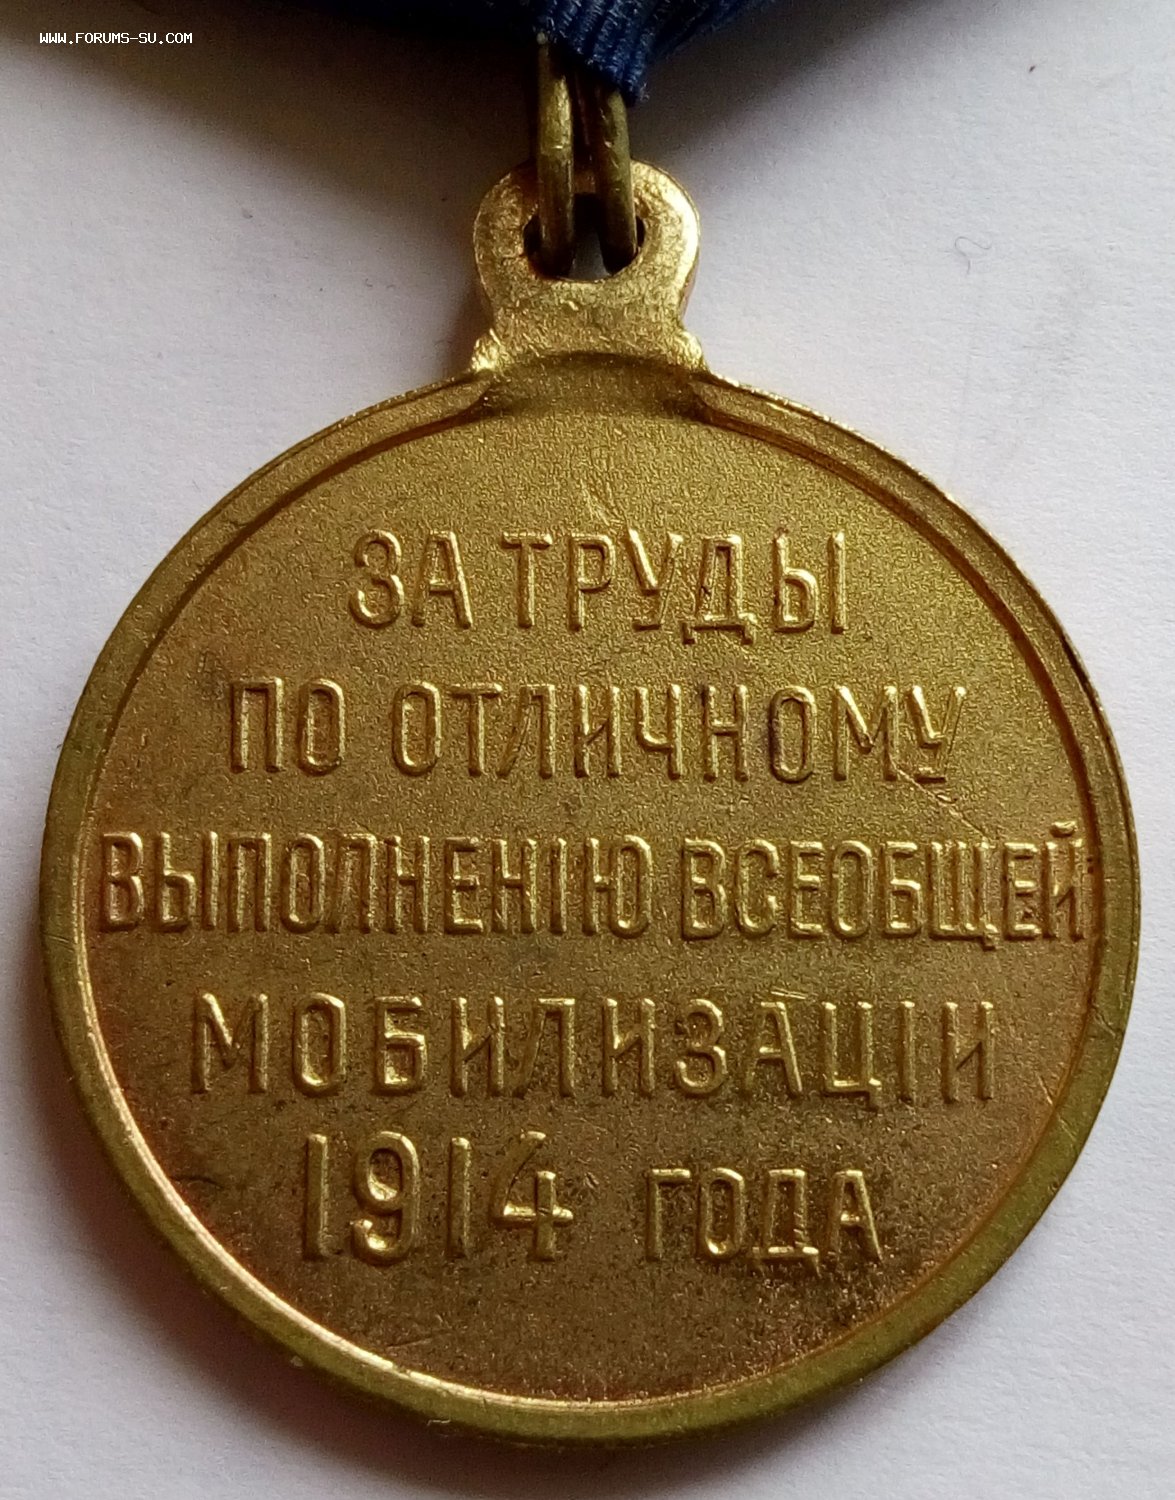 WWW.FORUMS-SU.COM
ЗА ТРУДЫ
ПО ОТЛИЧНОМУ
ВЫПОЛНЕНІЮ ВСЕОБЩЕЙ
МОБИЛИЗАЦІИ
1914 ГОДА